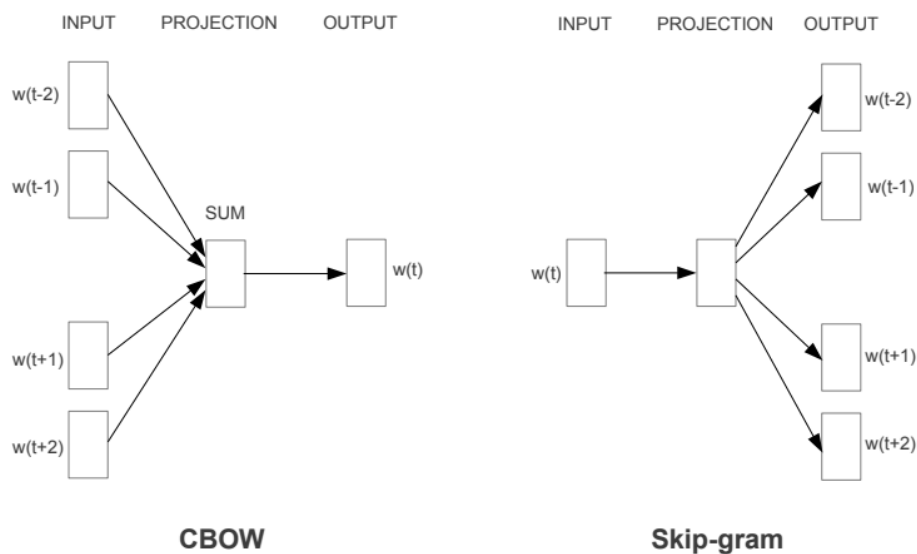 INPUT PROJECTION OUTPUT
w(t-2)
w(t-1)
SUM
w(t)
w(t+1)
w(t+2)
CBOW
INPUT PROJECTION OUTPUT
w(t-2)
w(t-1)
w(t)
w(t+1)
w(t+2)
Skip-gram